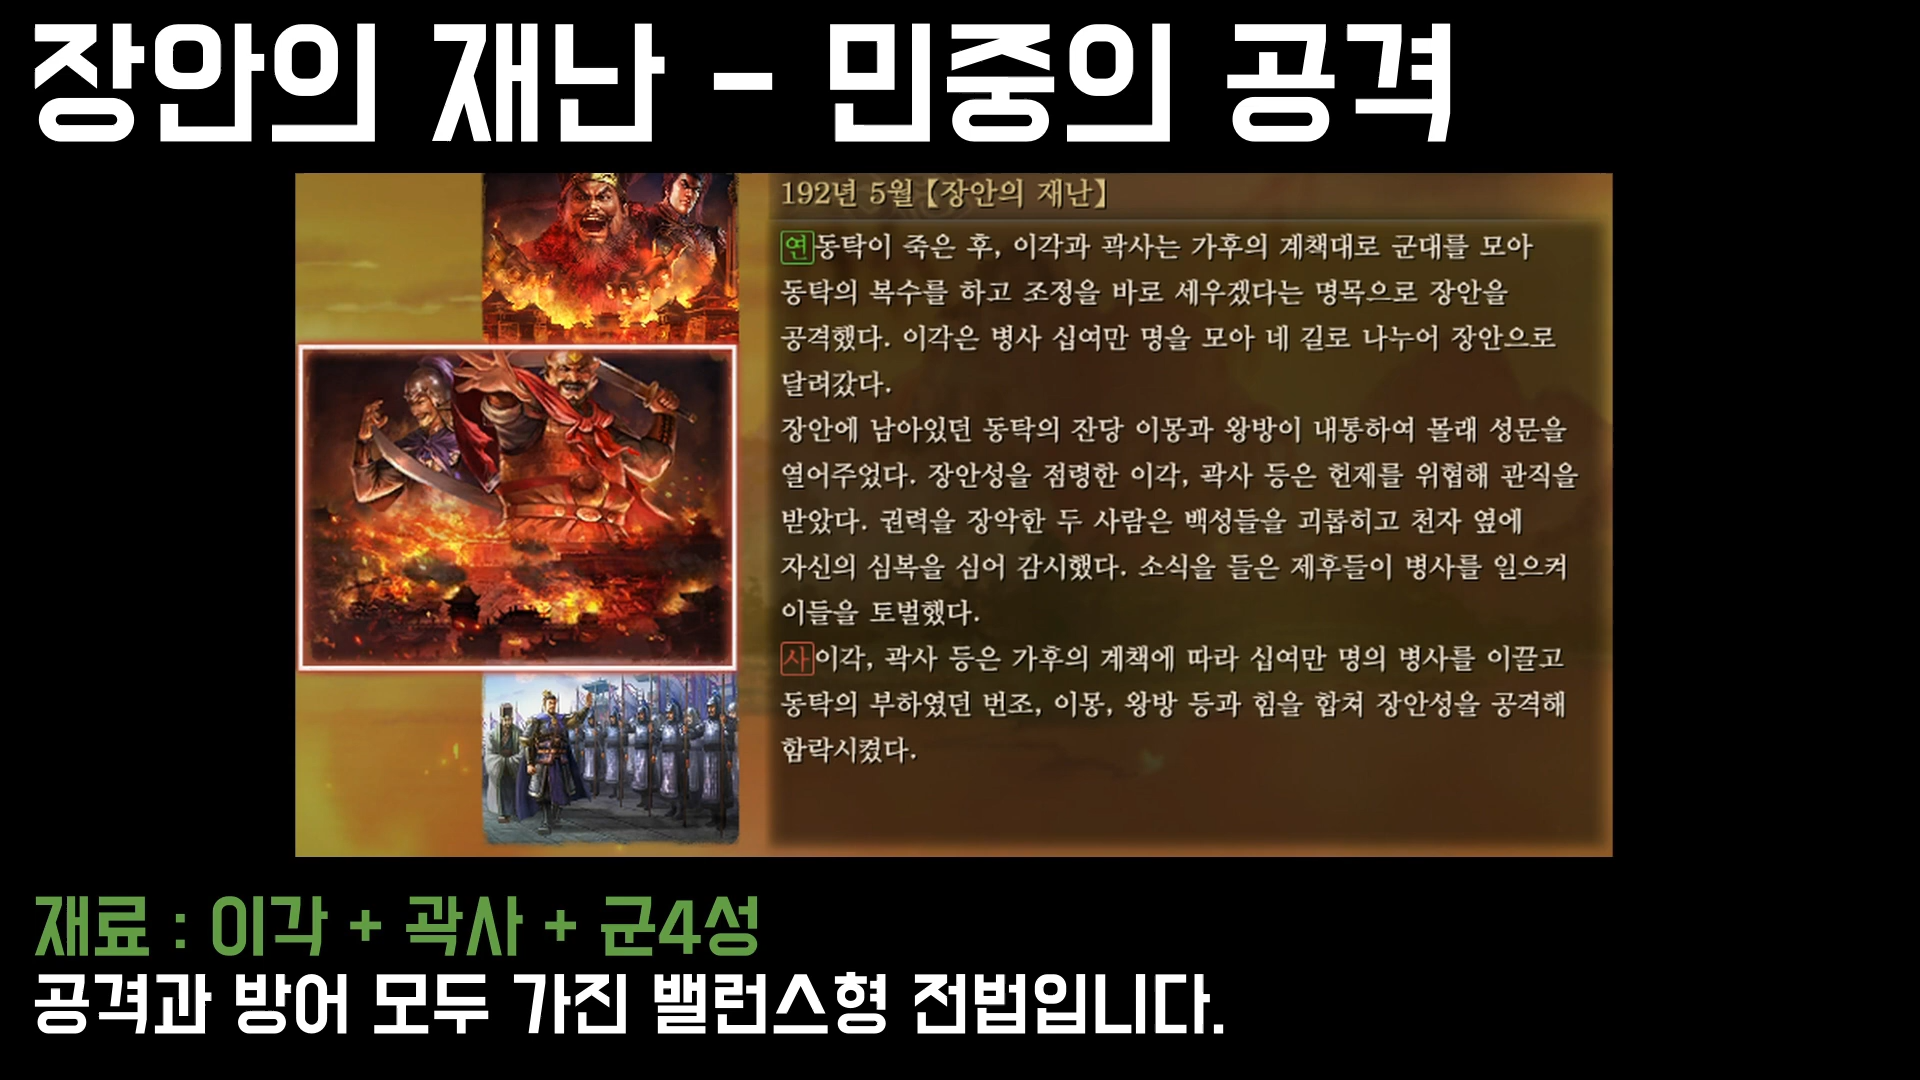 장안의 재난 - 민중의 공격
192년 5월【장안의 재난】
연동탁이 죽은 후, 이각과 곽사는 가후의 계책대로 군대를 모아
동탁의 복수를 하고 조정을 바로 세우겠다는 명목으로 장안을
공격했다. 이각은 병사 십여만 명을 모아 네 길로 나누어 장안으로
달려갔다.
장안에 남아있던 동탁의 잔당 이몽과 왕방이 내통하여 몰래 성문을
열어주었다. 장안성을 점령한 이각, 곽사 등은 헌제를 위협해 관직을
받았다. 권력을 장악한 두 사람은 백성들을 괴롭히고 천자 옆에
자신의 심복을 심어 감시했다. 소식을 들은 제후들이 병사를 일으켜
이들을 토벌했다.
사이각, 곽사 등은 가후의 계책에 따라 십여만 명의 병사를 이끌고
동탁의 부하였던 번조, 이몽, 왕방 등과 힘을 합쳐 장안성을 공격해
함락시켰다.
재료 : 이각 + 곽사 + 군4성
공격과 방어 모두 가진 밸런스형 전법입니다.